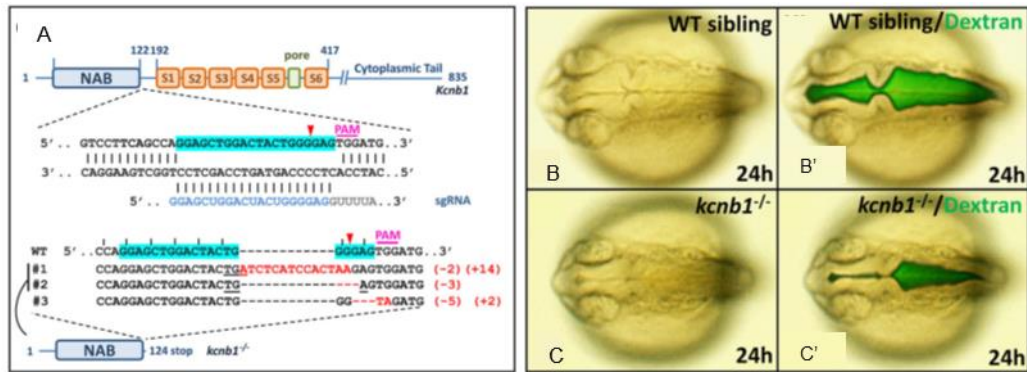 A
122 192 pore 417
1 NAB S1 S2 S3 S4 S5 S6 Cytoplasmic Tail 835
Kcnb1
PAM
5’ .. GTCCTTCAGCCAGGAGCTGGACTACTGGGGAGTGGATG ..3’
3’ .. CAGGAAGTCGGTCCTCGACCTGATGACCCCTCACCTAC..5’
5’.. GGAGCUGGACUACUGGGGAGGUUUUA ..3’ sgRNA
PAM
WT 5’ .. CCAGGAGCTGGACTACTG------------GGGAGTGGATG..3’
#1 CCAGGAGCTGGACTACTGATCTCATCCACTAAGAGTGGATG (-2) (+14)
#2 CCAGGAGCTGGACTACTG---------------AGTGGATG (-3)
#3 CCAGGAGCTGGACTACTG------------GG----TAGATG (-5) (+2)
1 NAB 124 stop kcnb1-/-
WT sibling
B 24h
WT sibling/Dextran
B’ 24h
kcnb1-/-
C 24h
kcnb1-/-/Dextran
C’ 24h